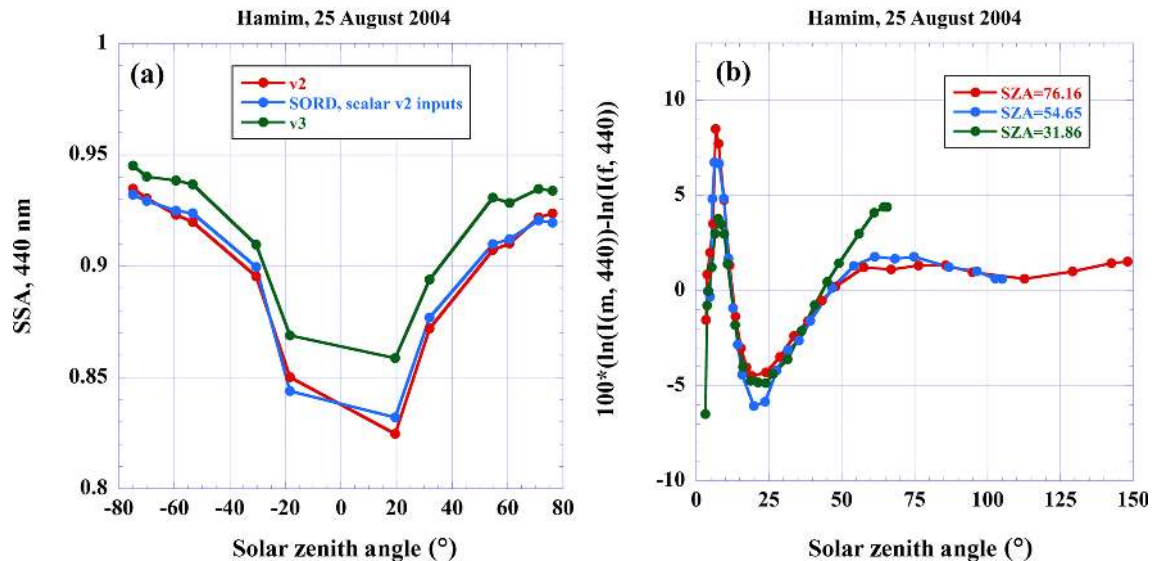 Hamim, 25 August 2004
(a)
v2
SORD, scalar v2 inputs
v3
SSA, 440 nm
1
0.95
0.9
0.85
0.8
-80 -60 -40 -20 0 20 40 60 80
Solar zenith angle (°)
Hamim, 25 August 2004
(b)
SZA=76.16
SZA=54.65
SZA=31.86
100*(ln(I(m, 440))-ln(I(f, 440))
10
5
0
-5
-10
0 25 50 75 100 125 150
Solar zenith angle (°)